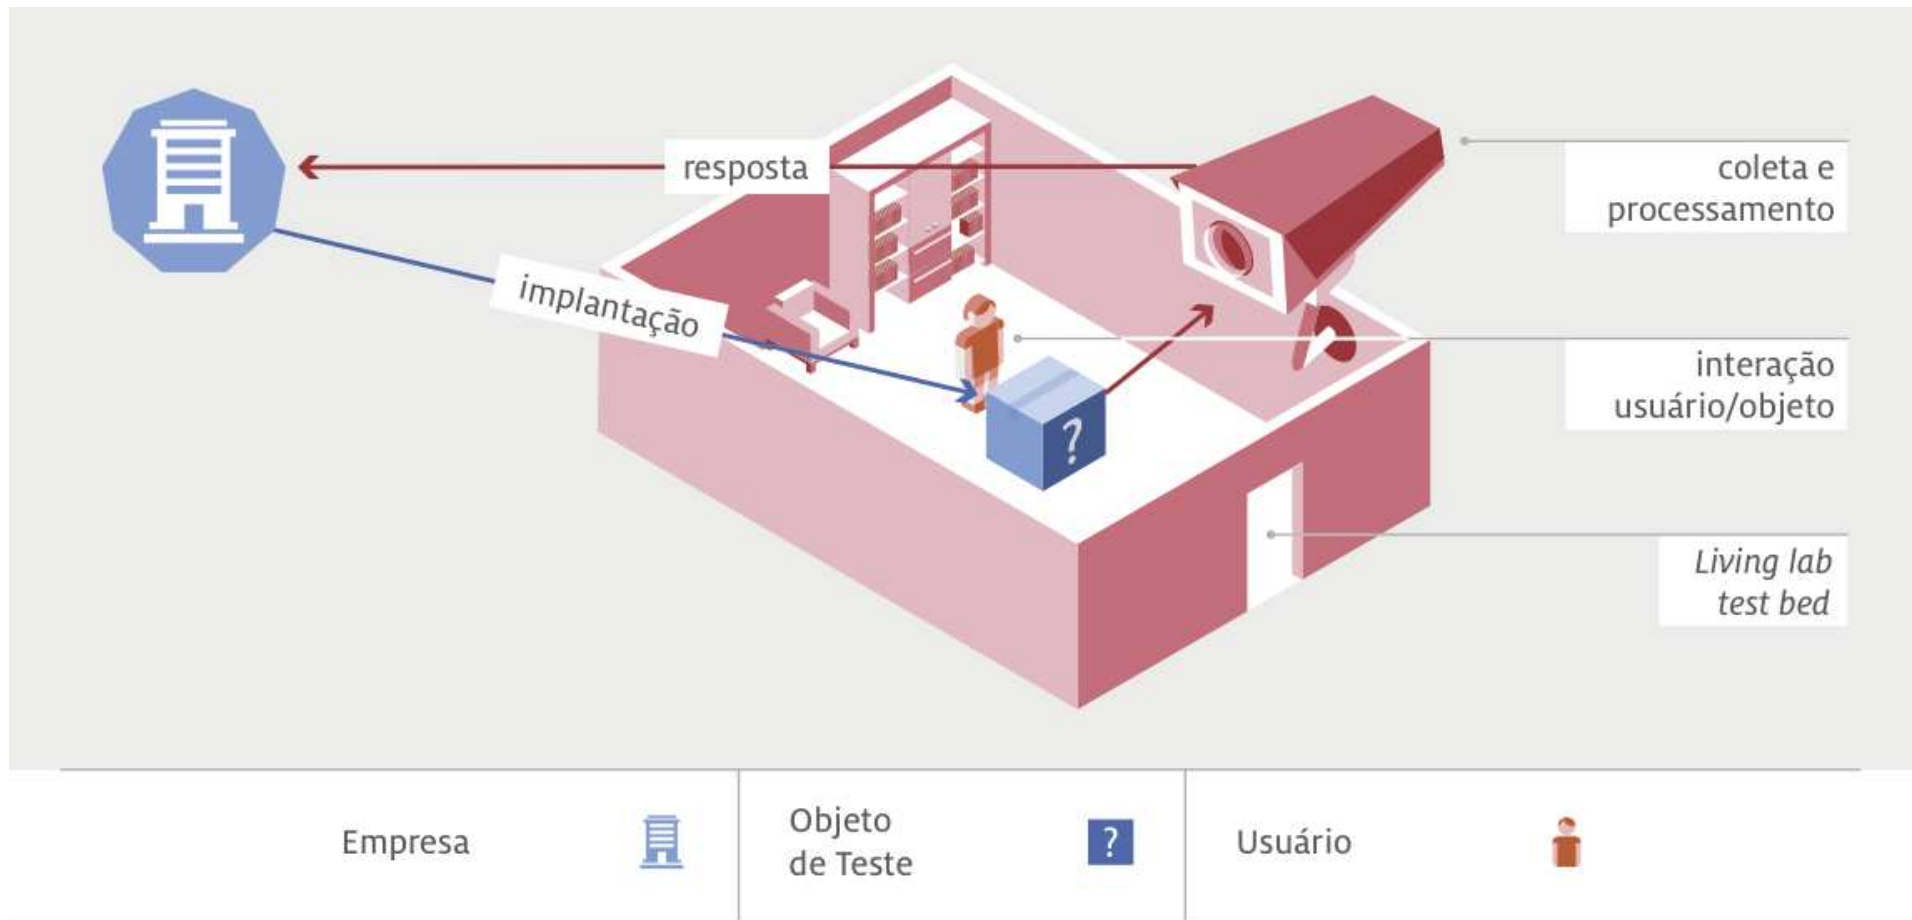 resposta
coleta e
processamento
implantação
interação
usuário/objeto
?
Living lab
test bed
Empresa
Objeto
de Teste
?
Usuário